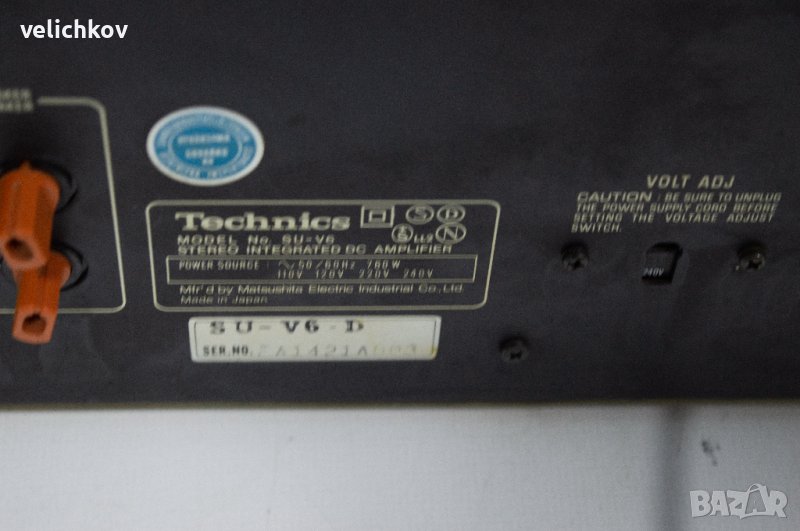 velichkov
VOLT ADJ
CAUTION : BE SURE TO UNPLUG
THE POWER SUPPLY CORD BEFORE
SETTING THE VOLTAGE ADJUST
SWITCH.
240V
Technics
MODEL No. SU-V6
STEREO INTEGRATED DC AMPLIFIER
POWER SOURCE : ~ 50/60Hz 700W
110V 120V 220V 240V
Mfr'd by Matsushita Electric Industrial Co., Ltd.
Made in Japan
S D
N
SU-V6-D
SER.NO.
BAZAR.bg